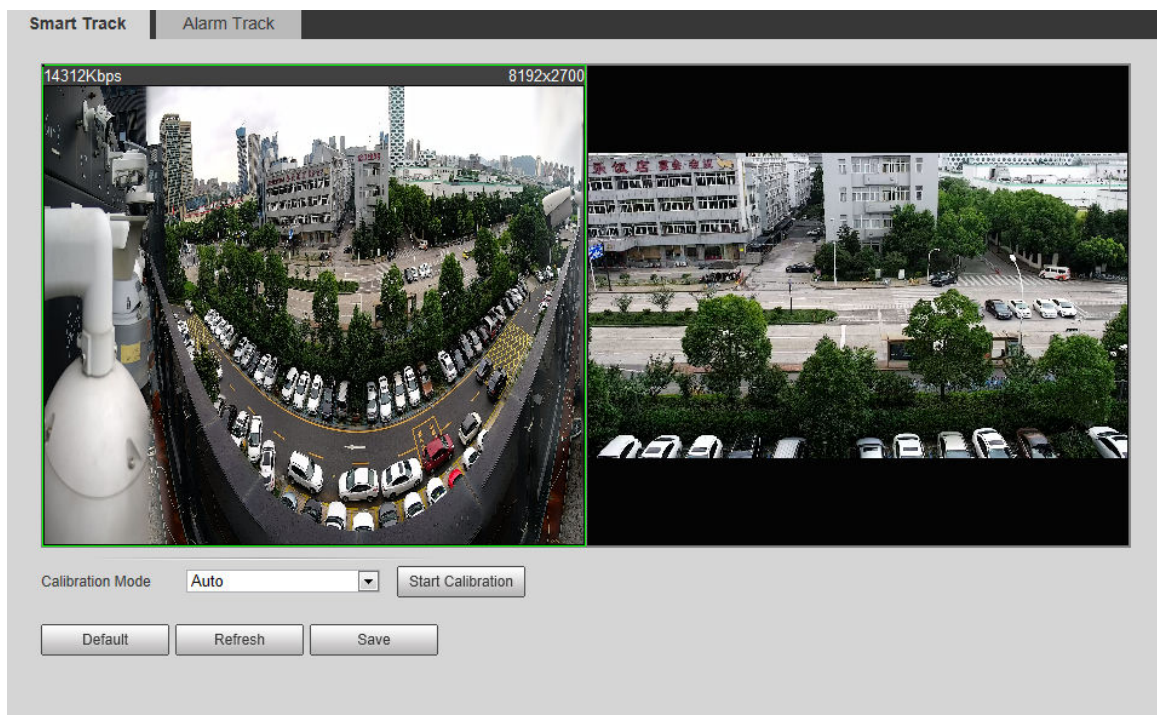 Smart Track
Alarm Track
14312Kbps
8192x2700
Calibration Mode
Auto
Start Calibration
Default
Refresh
Save